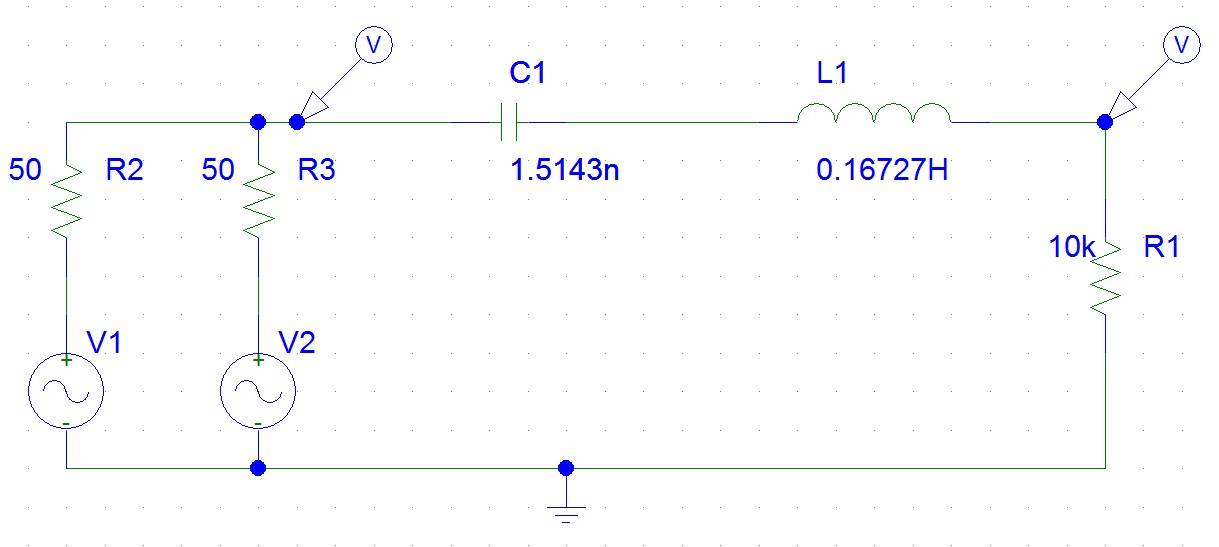 V
V
C1
L1
50
R2
50
R3
1.5143n
0.16727H
10k
R1
V1
V2
+
+
-
-